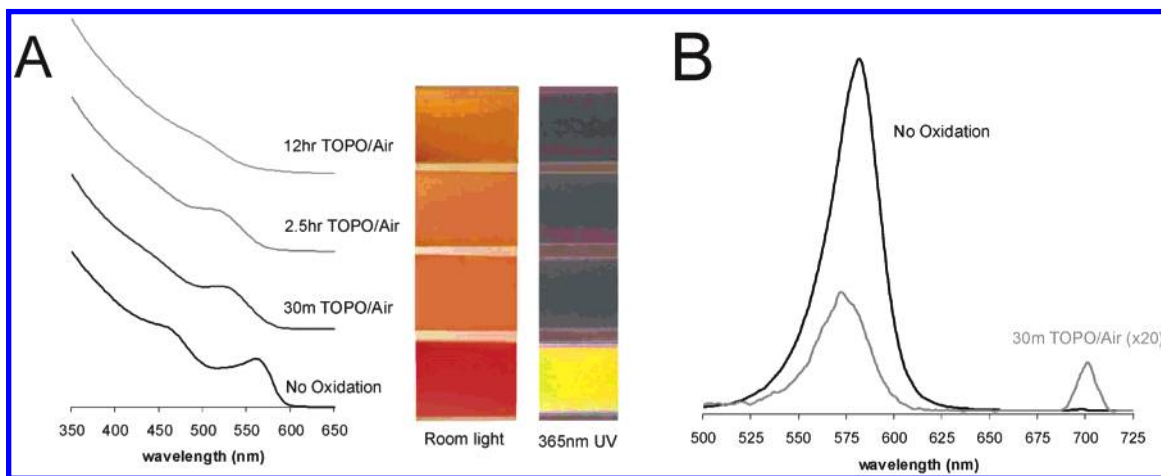 A
12hr TOPO/Air
2.5hr TOPO/Air
30m TOPO/Air
No Oxidation
350 400 450 500 550 600 650
wavelength (nm)
Room light
365nm UV
B
No Oxidation
30m TOPO/Air (x20)
500 525 550 575 600 625 650 675 700 725
wavelength (nm)